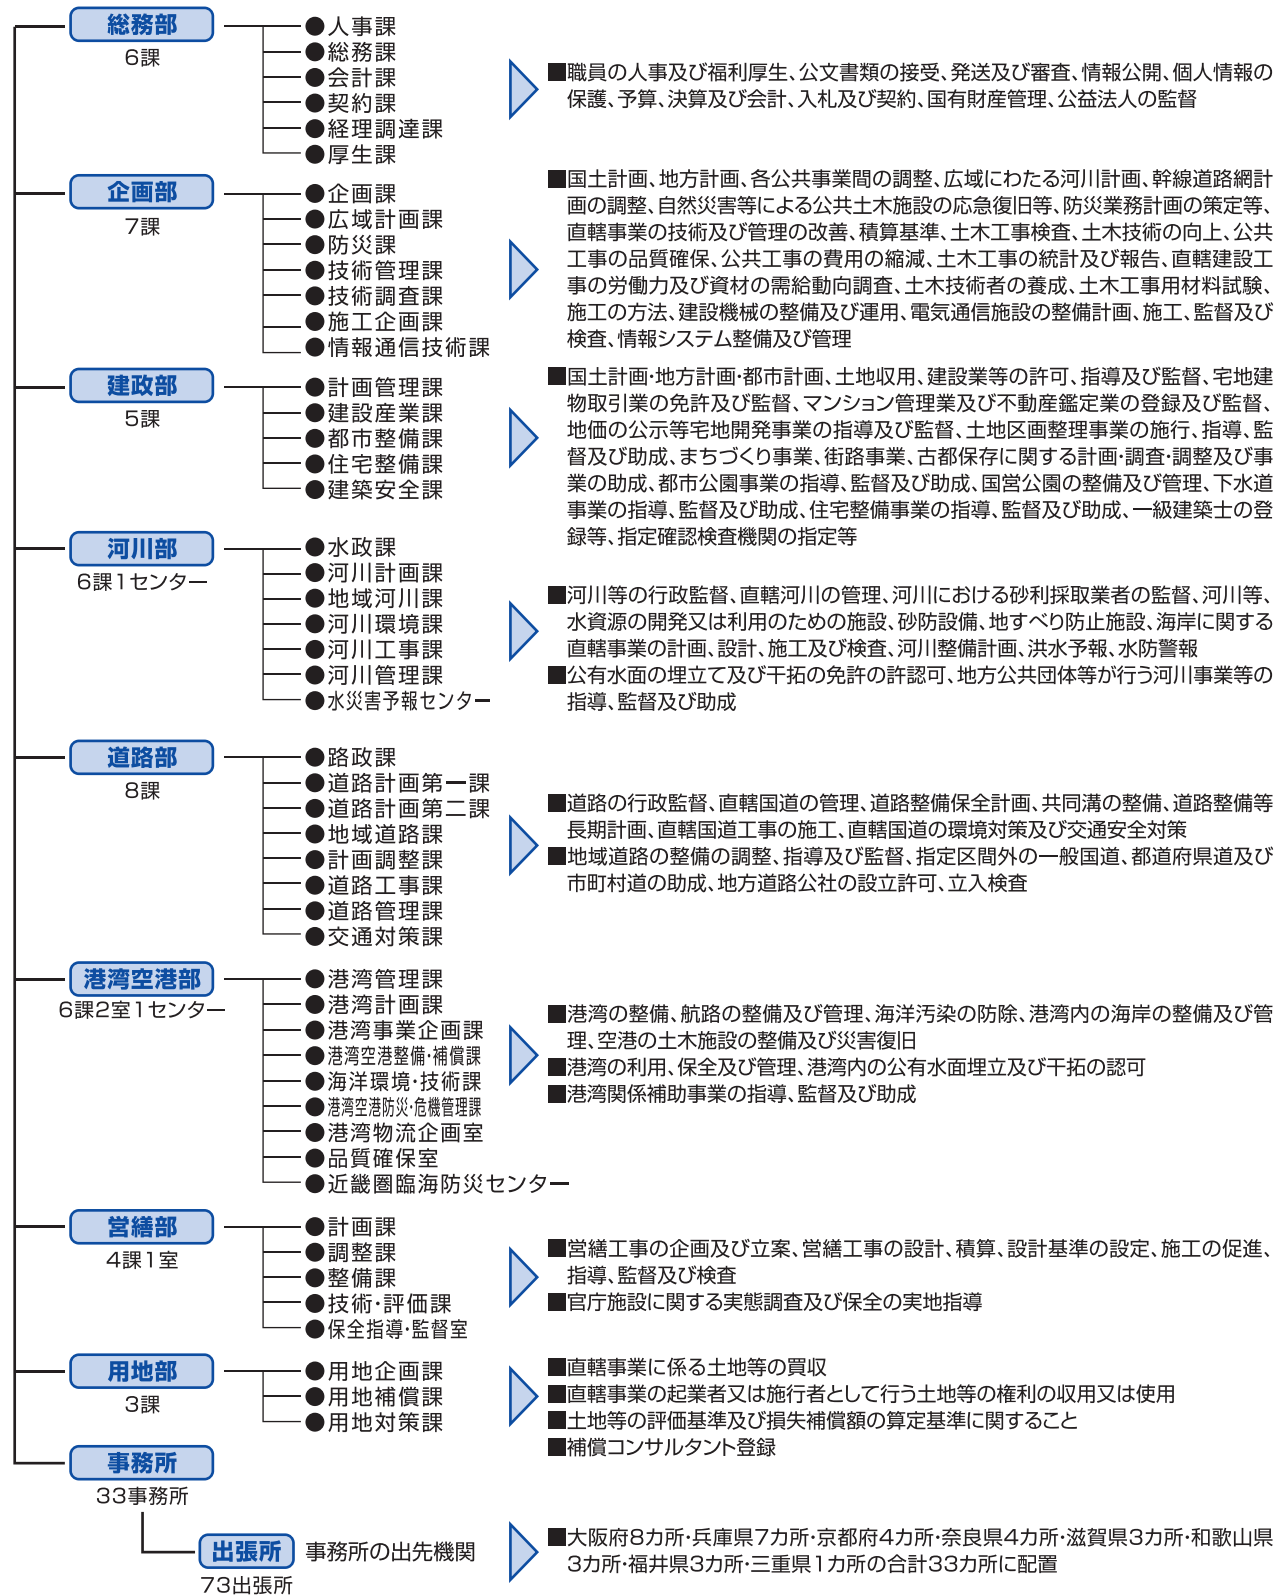 総務部
6課
●人事課
●総務課
●会計課
●契約課
●経理調達課
●厚生課
■職員の人事及び福利厚生、公文書類の接受、発送及び審査、情報公開、個人情報の
保護、予算、決算及び会計、入札及び契約、国有財産管理、公益法人の監督
企画部
7課
●企画課
●広域計画課
●防災課
●技術管理課
●技術調査課
●施工企画課
●情報通信技術課
■国土計画、地方計画、各公共事業間の調整、広域にわたる河川計画、幹線道路網計
画の調整、自然災害等による公共土木施設の応急復旧等、防災業務計画の策定等、
直轄事業の技術及び管理の改善、積算基準、土木工事検査、土木技術の向上、公共
工事の品質確保、公共工事の費用の縮減、土木工事の統計及び報告、直轄建設工
事の労働力及び資材の需給動向調査、土木技術者の養成、土木工事用材料試験、
施工の方法、建設機械の整備及び運用、電気通信施設の整備計画、施工、監督及び
検査、情報システム整備及び管理
建政部
5課
●計画管理課
●建設産業課
●都市整備課
●住宅整備課
●建築安全課
■国土計画・地方計画・都市計画、土地収用、建設業等の許可、指導及び監督、宅地建
物取引業の免許及び監督、マンション管理業及び不動産鑑定業の登録及び監督、
地価の公示等宅地開発事業の指導及び監督、土地区画整理事業の施行、指導、監
督及び助成、まちづくり事業、街路事業、古都保存に関する計画・調査・調整及び事
業の助成、都市公園事業の指導、監督及び助成、国営公園の整備及び管理、下水道
事業の指導、監督及び助成、住宅整備事業の指導、監督及び助成、一級建築士の登
録等、指定確認検査機関の指定等
河川部
6課1センター
●水政課
●河川計画課
●地域河川課
●河川環境課
●河川工事課
●河川管理課
●水災害予報センター
■河川等の行政監督、直轄河川の管理、河川における砂利採取業者の監督、河川等、
水資源の開発又は利用のための施設、砂防設備、地すべり防止施設、海岸に関する
直轄事業の計画、設計、施工及び検査、河川整備計画、洪水予報、水防警報
■公有水面の埋立て及び干拓の免許の許認可、地方公共団体等が行う河川事業等の
指導、監督及び助成
道路部
8課
●路政課
●道路計画第一課
●道路計画第二課
●地域道路課
●計画調整課
●道路工事課
●道路管理課
●交通対策課
■道路の行政監督、直轄国道の管理、道路整備保全計画、共同溝の整備、道路整備等
長期計画、直轄国道工事の施工、直轄国道の環境対策及び交通安全対策
■地域道路の整備の調整、指導及び監督、指定区間外の一般国道、都道府県道及び
市町村道の助成、地方道路公社の設立許可、立入検査
港湾空港部
6課2室1センター
●港湾管理課
●港湾計画課
●港湾事業企画課
●港湾空港整備・補償課
●海洋環境・技術課
●港湾空港防災・危機管理課
●港湾物流企画室
●品質確保室
●近畿圏臨海防災センター
■港湾の整備、航路の整備及び管理、海洋汚染の防除、港湾内の海岸の整備及び管
理、空港の土木施設の整備及び災害復旧
■港湾の利用、保全及び管理、港湾内の公有水面埋立及び干拓の認可
■港湾関係補助事業の指導、監督及び助成
営繕部
4課1室
●計画課
●調整課
●整備課
●技術・評価課
●保全指導・監督室
■営繕工事の企画及び立案、営繕工事の設計、積算、設計基準の設定、施工の促進、
指導、監督及び検査
■官庁施設に関する実態調査及び保全の実地指導
用地部
3課
●用地企画課
●用地補償課
●用地対策課
■直轄事業に係る土地等の買収
■直轄事業の起業者又は施行者として行う土地等の権利の収用又は使用
■土地等の評価基準及び損失補償額の算定基準に関すること
■補償コンサルタント登録
事務所
33事務所
出張所 事務所の出先機関
73出張所
■大阪府8カ所・兵庫県7カ所・京都府4カ所・奈良県4カ所・滋賀県3カ所・和歌山県
3カ所・福井県3カ所・三重県1カ所の合計33カ所に配置